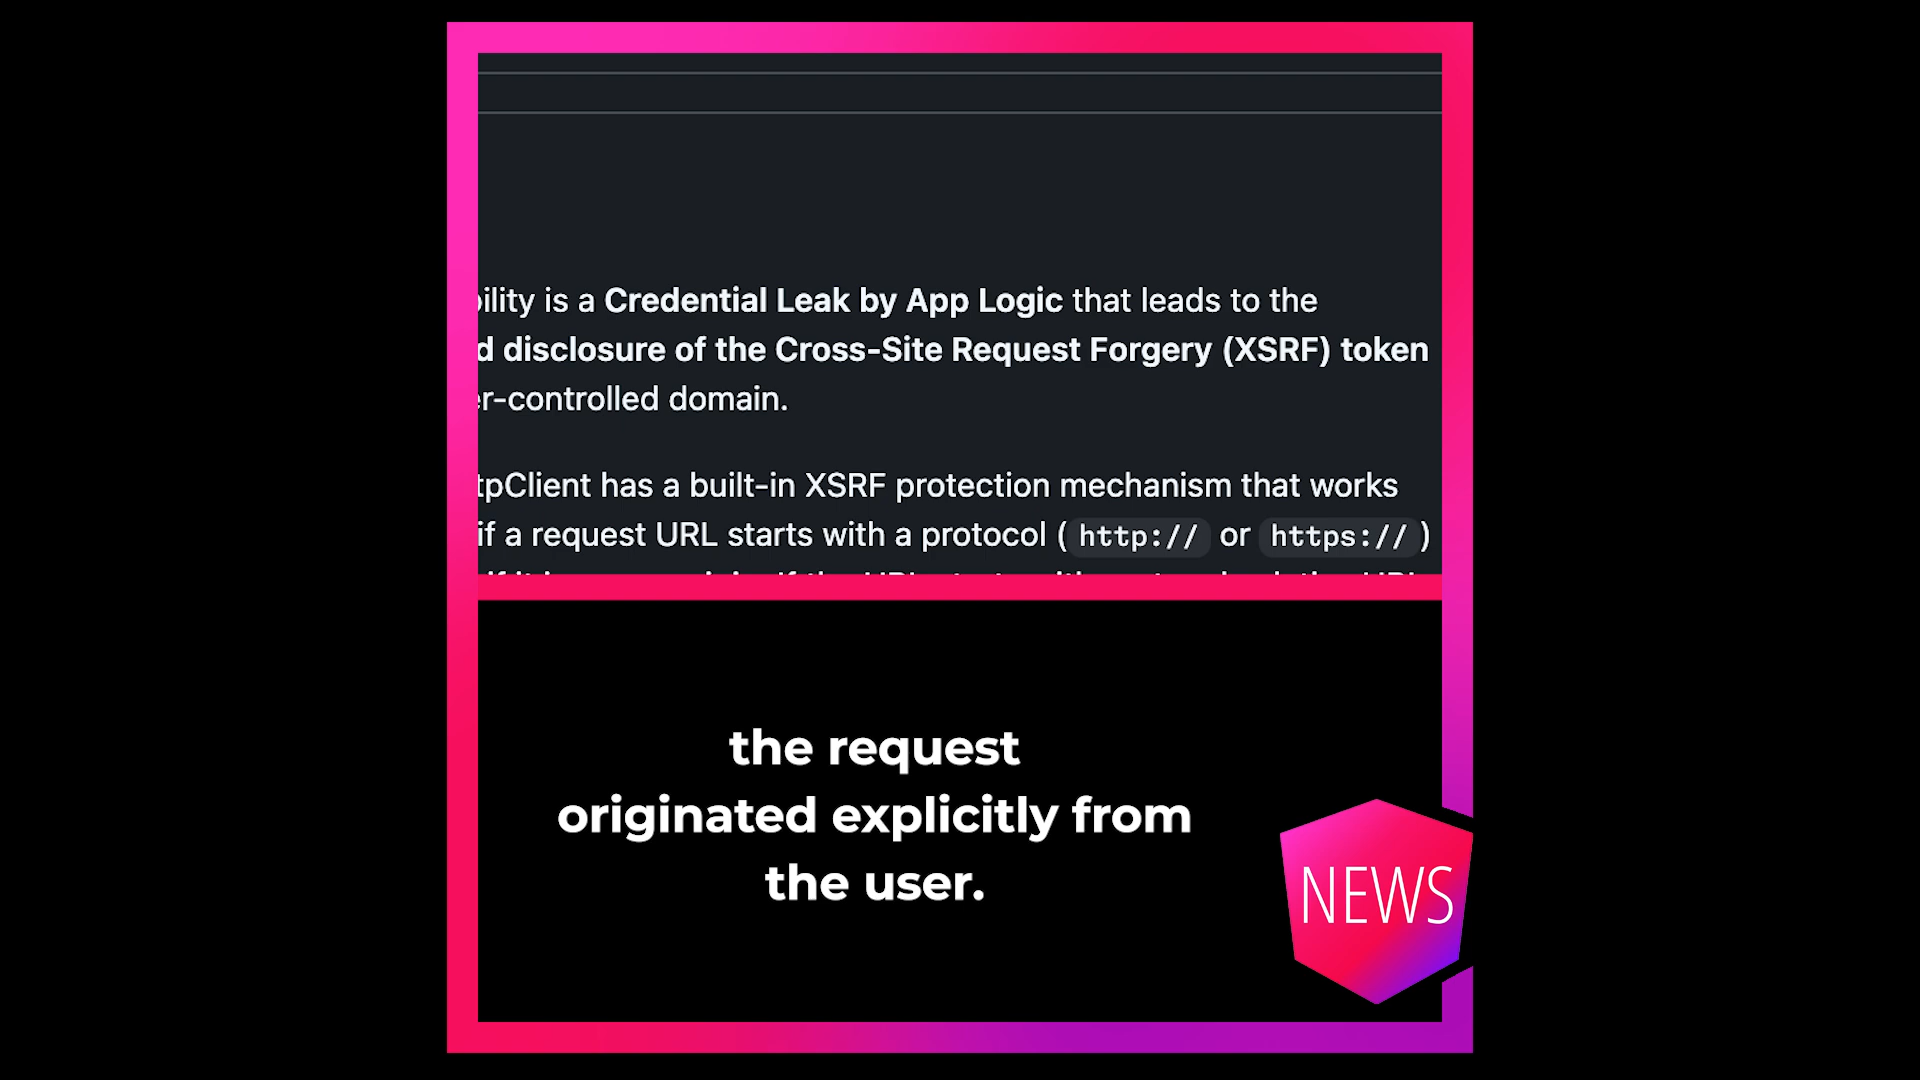 ility is a Credential Leak by App Logic that leads to the
d disclosure of the Cross-Site Request Forgery (XSRF) token
er-controlled domain.
tpClient has a built-in XSRF protection mechanism that works
if a request URL starts with a protocol ( http:// or https:// )
the request
originated explicitly from
the user.
NEWS